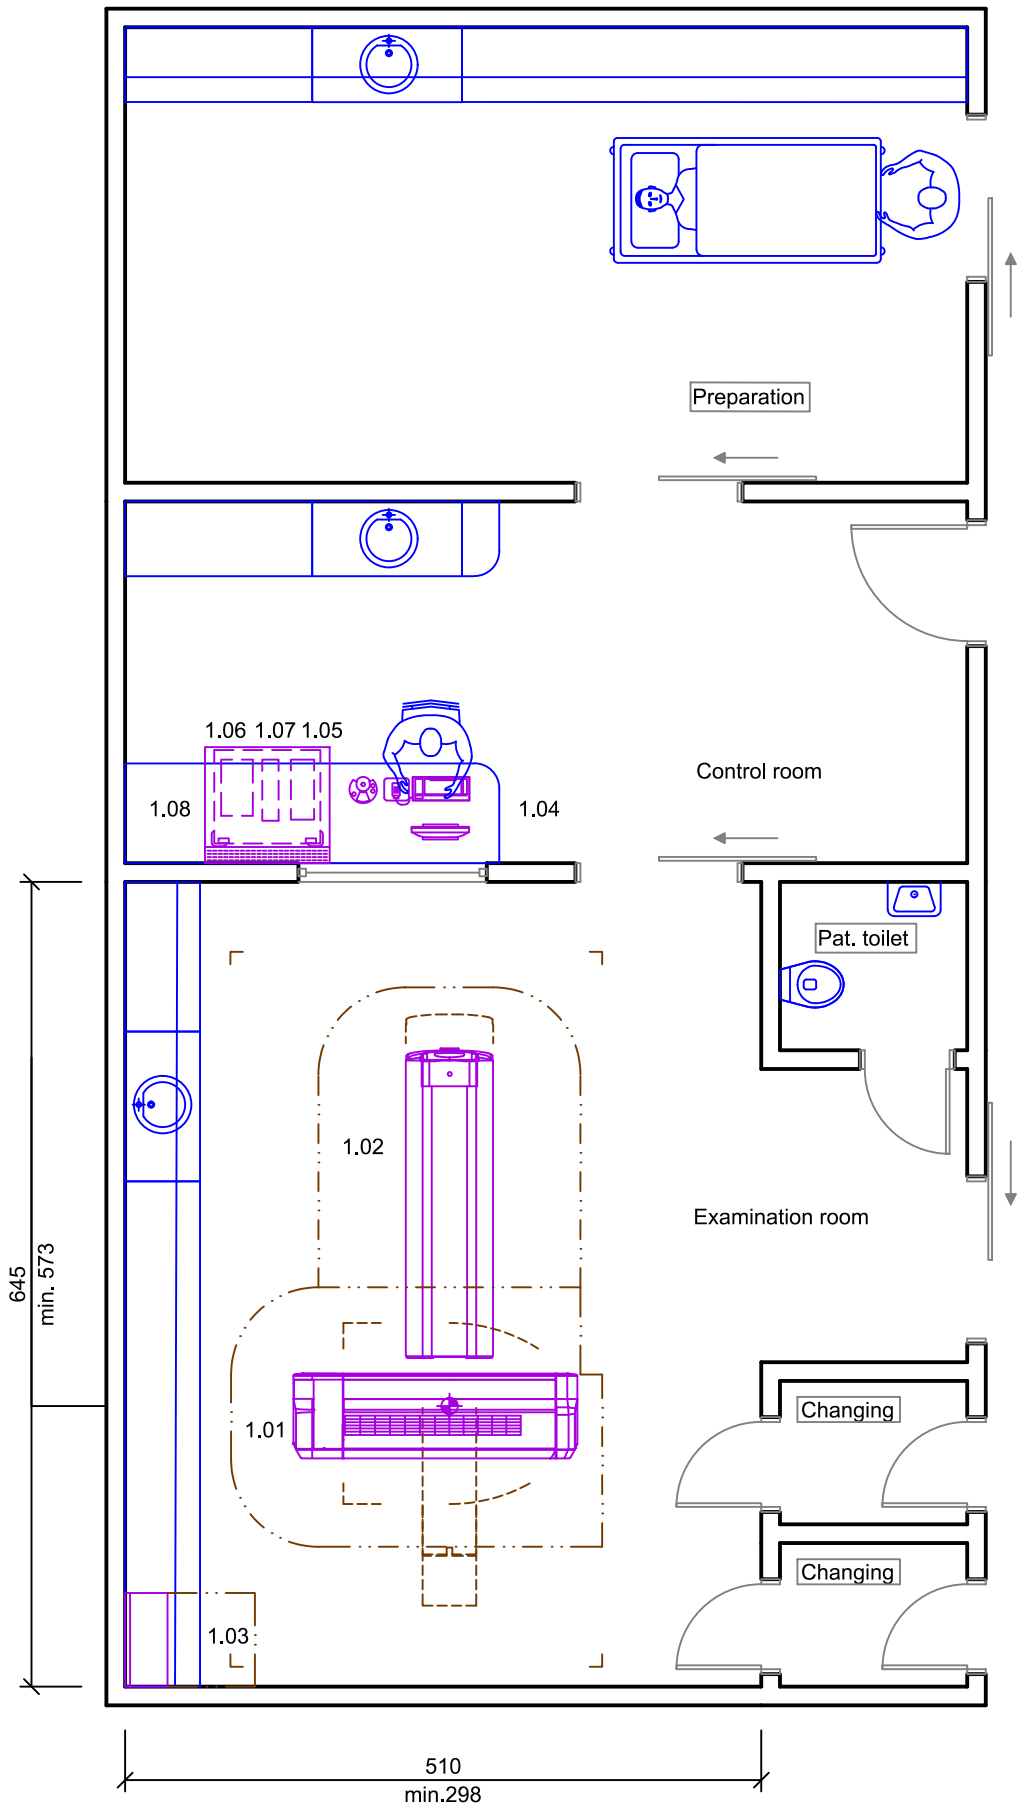 Preparation
1.06 1.07 1.05
Control room
1.08
1.04
Pat. toilet
1.02
Examination room
645
min. 573
Changing
1.01
Changing
1.03
510
min.298